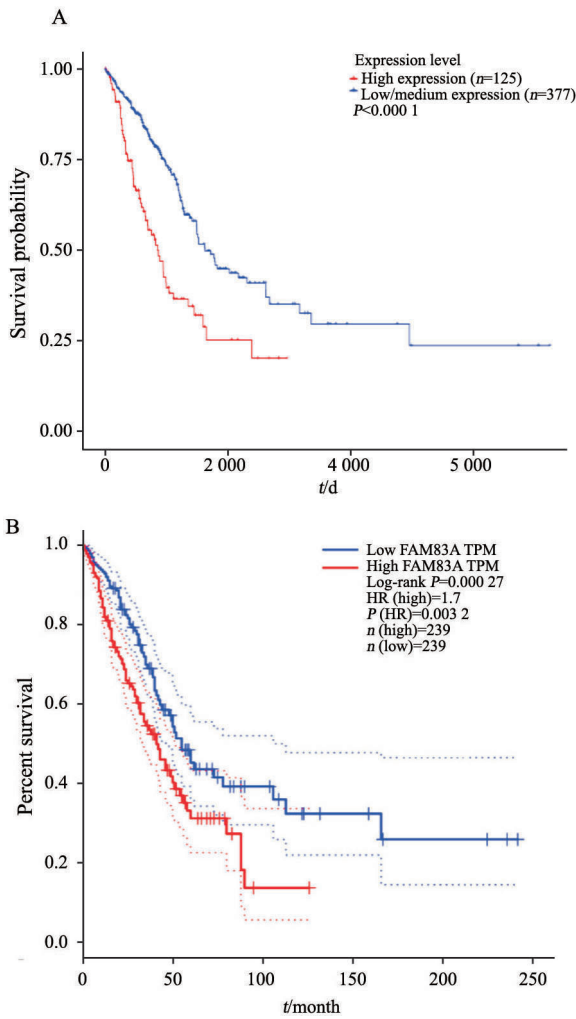 A
Expression level
High expression (n=125)
Low/medium expression (n=377)
P<0.000 1
1.00
0.75
0.50
0.25
0.00
Survival probability
0
2 000
4 000
5 000
t/d
B
Low FAM83A TPM
High FAM83A TPM
Log-rank P=0.000 27
HR (high)=1.7
P (HR)=0.003 2
n (high)=239
n (low)=239
1.0
0.8
0.6
0.4
0.2
0.0
Percent survival
0
50
100
150
200
250
t/month